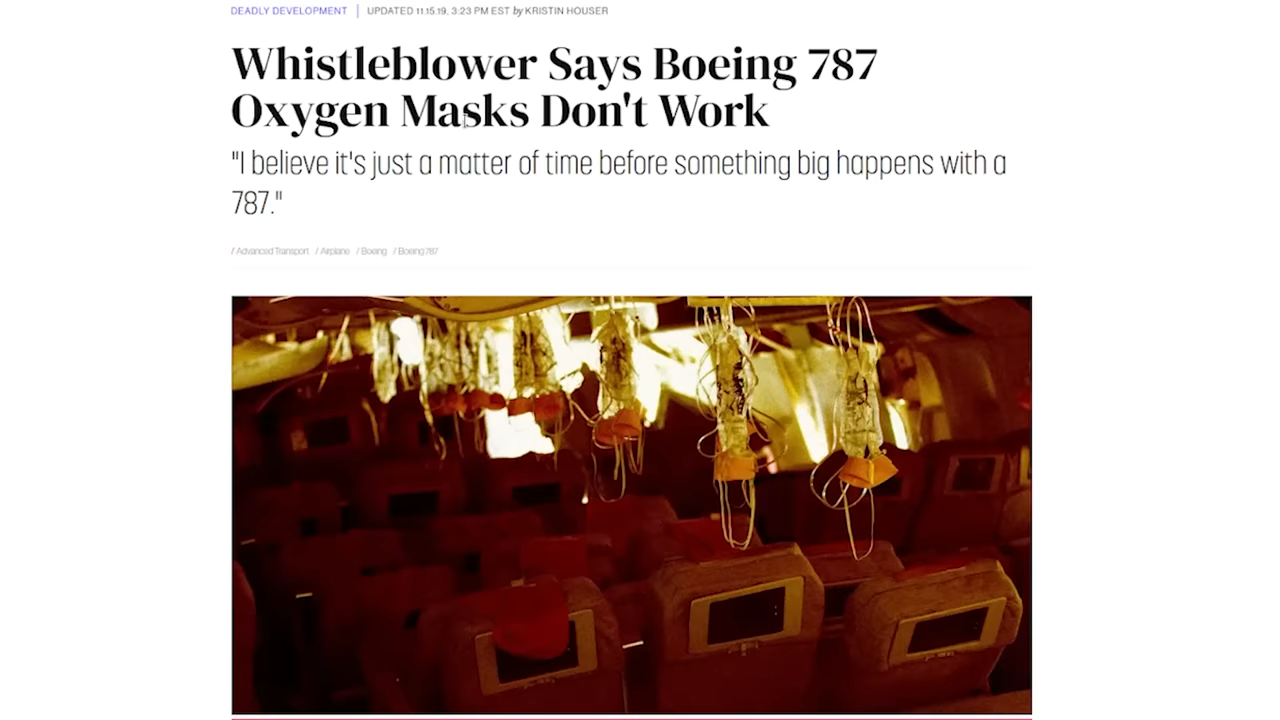 DEADLY DEVELOPMENT | UPDATED 11.15.19, 3:23 PM EST by KRISTIN HOUSER
Whistleblower Says Boeing 787
Oxygen Masks Don't Work
"I believe it's just a matter of time before something big happens with a
787."
/ Advanced Transport / Airplane / Boeing / Boeing 787